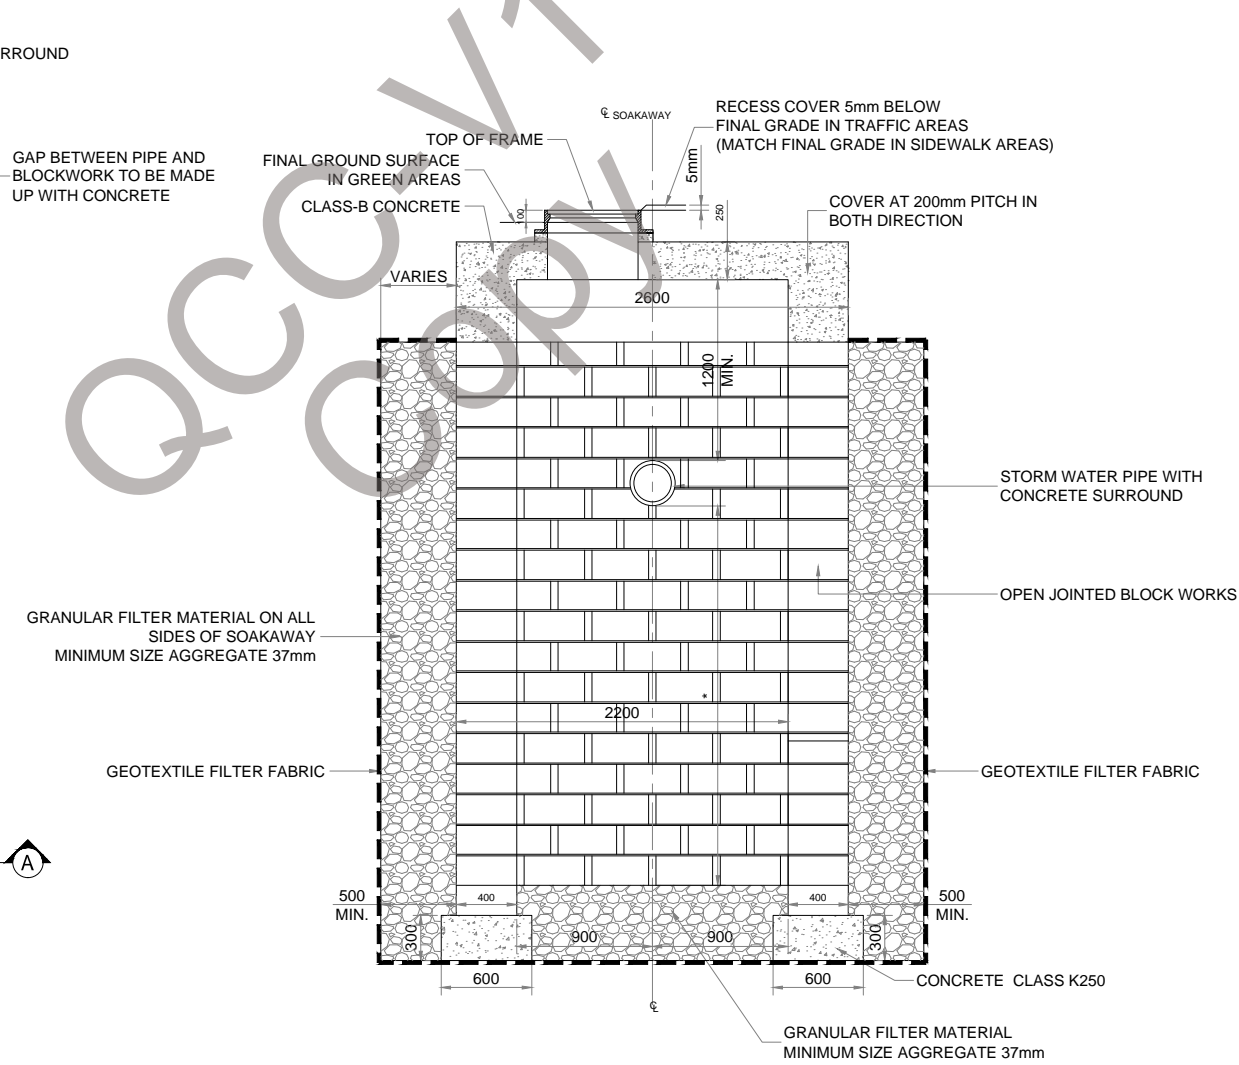 RROUND
GAP BETWEEN PIPE AND
BLOCKWORK TO BE MADE
UP WITH CONCRETE
℄ SOAKAWAY
TOP OF FRAME
FINAL GROUND SURFACE
IN GREEN AREAS
CLASS-B CONCRETE
RECESS COVER 5mm BELOW
FINAL GRADE IN TRAFFIC AREAS
(MATCH FINAL GRADE IN SIDEWALK AREAS)
5mm
100
250
COVER AT 200mm PITCH IN
BOTH DIRECTION
VARIES
2600
1200
MIN.
STORM WATER PIPE WITH
CONCRETE SURROUND
OPEN JOINTED BLOCK WORKS
GRANULAR FILTER MATERIAL ON ALL
SIDES OF SOAKAWAY
MINIMUM SIZE AGGREGATE 37mm
*
2200
GEOTEXTILE FILTER FABRIC
GEOTEXTILE FILTER FABRIC
A
500
MIN.
400
400
500
MIN.
300
900
900
300
600
600
CONCRETE CLASS K250
℄
GRANULAR FILTER MATERIAL
MINIMUM SIZE AGGREGATE 37mm
QCC-V1
Copy